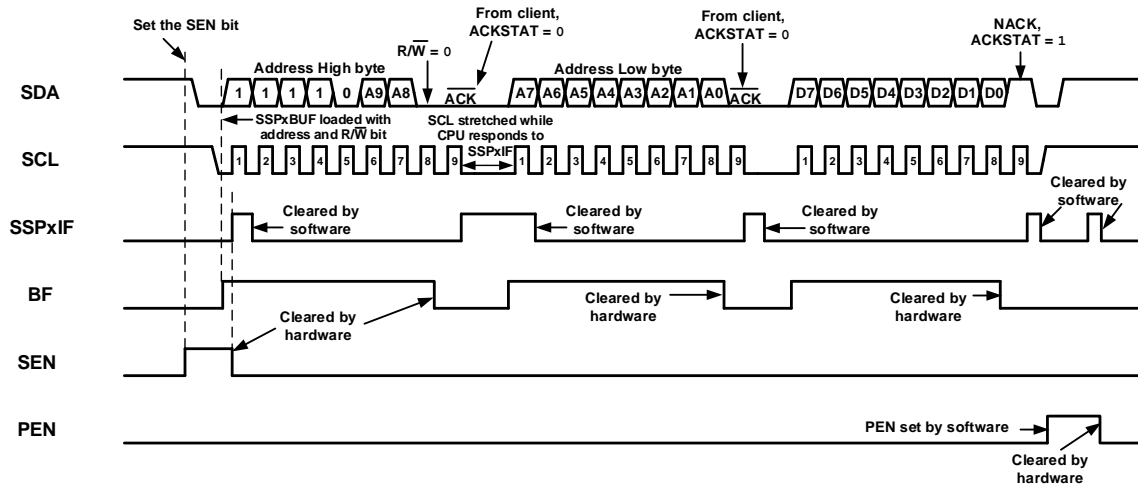 Set the SEN bit
R/W = 0
From client,
ACKSTAT = 0
From client,
ACKSTAT = 0
NACK,
ACKSTAT = 1
Address High byte
Address Low byte
SDA
1 1 1 1 0 A9 A8 ACK A7 A6 A5 A4 A3 A2 A1 A0 ACK D7 D6 D5 D4 D3 D2 D1 D0
SSPxBUF loaded with
address and R/W bit
SCL stretched while
CPU responds to
SSPxIF
SCL
1 2 3 4 5 6 7 8 9 1 2 3 4 5 6 7 8 9 1 2 3 4 5 6 7 8 9
SSPxIF
Cleared by
software
Cleared by
software
Cleared by
software
Cleared by
software
BF
Cleared by
hardware
Cleared by
hardware
Cleared by
hardware
SEN
PEN
PEN set by software
Cleared by
hardware